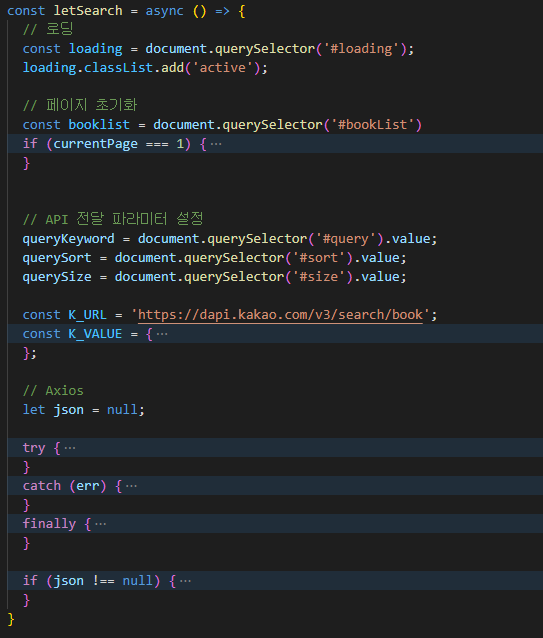 const letSearch = async () => {
// 로딩
const loading = document.querySelector('#loading');
loading.classList.add('active');
// 페이지 초기화
const booklist = document.querySelector('#bookList')
if (currentPage === 1) {⋯
}
// API 전달 파라미터 설정
queryKeyword = document.querySelector('#query').value;
querySort = document.querySelector('#sort').value;
querySize = document.querySelector('#size').value;
const K_URL = 'https://dapi.kakao.com/v3/search/book';
const K_VALUE = {⋯
};
// Axios
let json = null;
try {⋯
}
catch (err) {⋯
}
finally {⋯
}
if (json !== null) {⋯
}
}